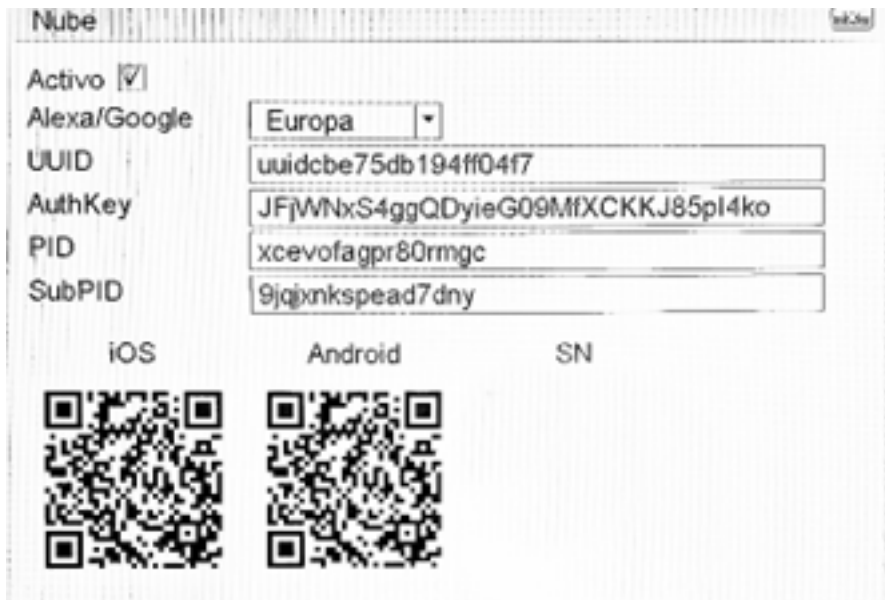 Nube
Activo
Alexa/Google Europa
UUID uuidcbe75db194ff04f7
AuthKey JFjWNxS4ggQDyieG09MfXCKKJ85pI4ko
PID xcevofagpr80rmgc
SubPID 9jqjxnkspead7dny
iOS Android SN